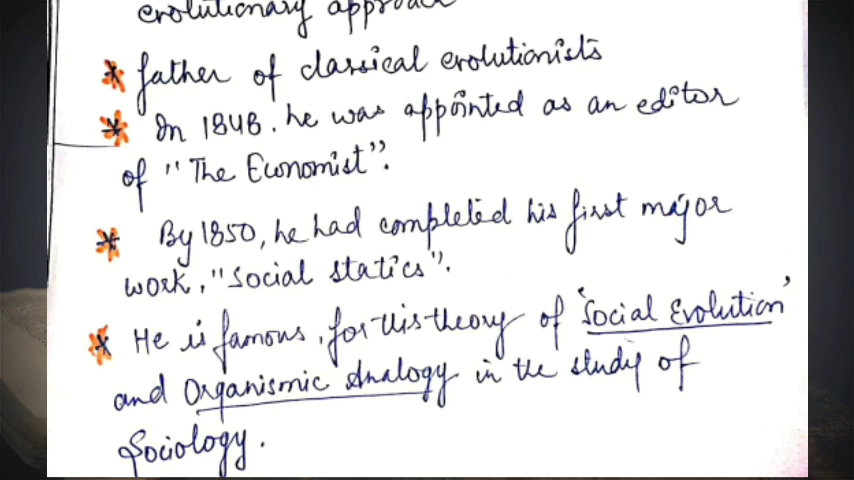 evolutionary approach
* father of classical evolutionists
* In 1848. he was appointed as an editor
of "The Economist".
* By 1850, he had completed his first major
work, "Social statics".
* He is famous, for his theory of 'Social Evolution'
and Organismic Analogy in the study of
Sociology.